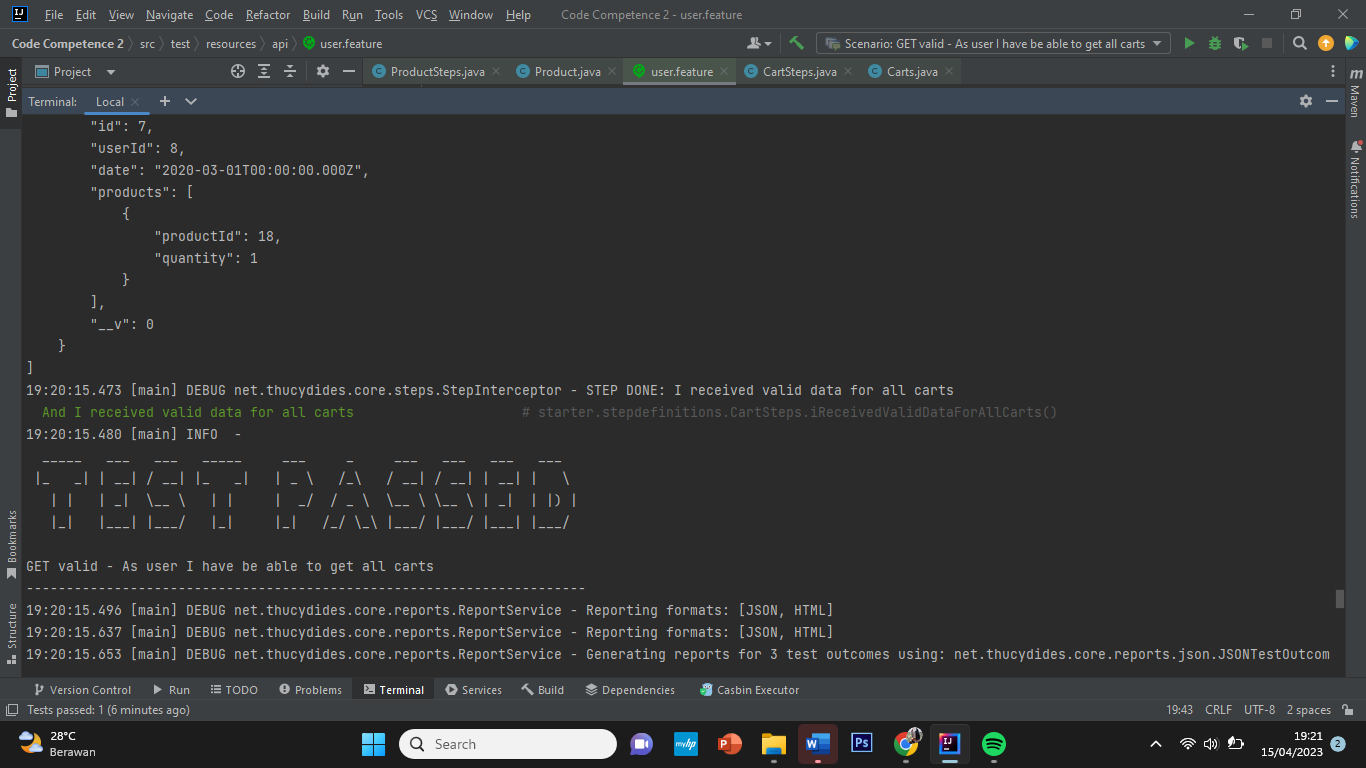 File Edit View Navigate Code Refactor Build Run Tools VCS Window Help Code Competence 2 - user.feature
Code Competence 2 src test resources api user.feature Scenario: GET valid - As user I have be able to get all carts
Project ProductSteps.java Product.java user.feature CartSteps.java Carts.java
Terminal: Local
"id": 7,
"userId": 8,
"date": "2020-03-01T00:00:00.000Z",
"products": [
{
"productId": 18,
"quantity": 1
}
],
"__v": 0
}
]
19:20:15.473 [main] DEBUG net.thucydides.core.steps.StepInterceptor - STEP DONE: I received valid data for all carts
And I received valid data for all carts # starter.stepdefinitions.CartSteps.iReceivedValidDataForAllCarts()
19:20:15.480 [main] INFO -
TEST PASSED
GET valid - As user I have be able to get all carts
----------------------------------------------------------------------
19:20:15.496 [main] DEBUG net.thucydides.core.reports.ReportService - Reporting formats: [JSON, HTML]
19:20:15.637 [main] DEBUG net.thucydides.core.reports.ReportService - Reporting formats: [JSON, HTML]
19:20:15.653 [main] DEBUG net.thucydides.core.reports.ReportService - Generating reports for 3 test outcomes using: net.thucydides.core.reports.json.JSONTestOutcom
Project
Bookmarks
Structure
m
Maven
Notifications
Version Control Run TODO Problems Terminal Services Build Dependencies Casbin Executor
Tests passed: 1 (6 minutes ago) 19:43 CRLF UTF-8 2 spaces
28°C
Berawan
Search
myhp
P
W
Ps
IJ
19:21
15/04/2023
2